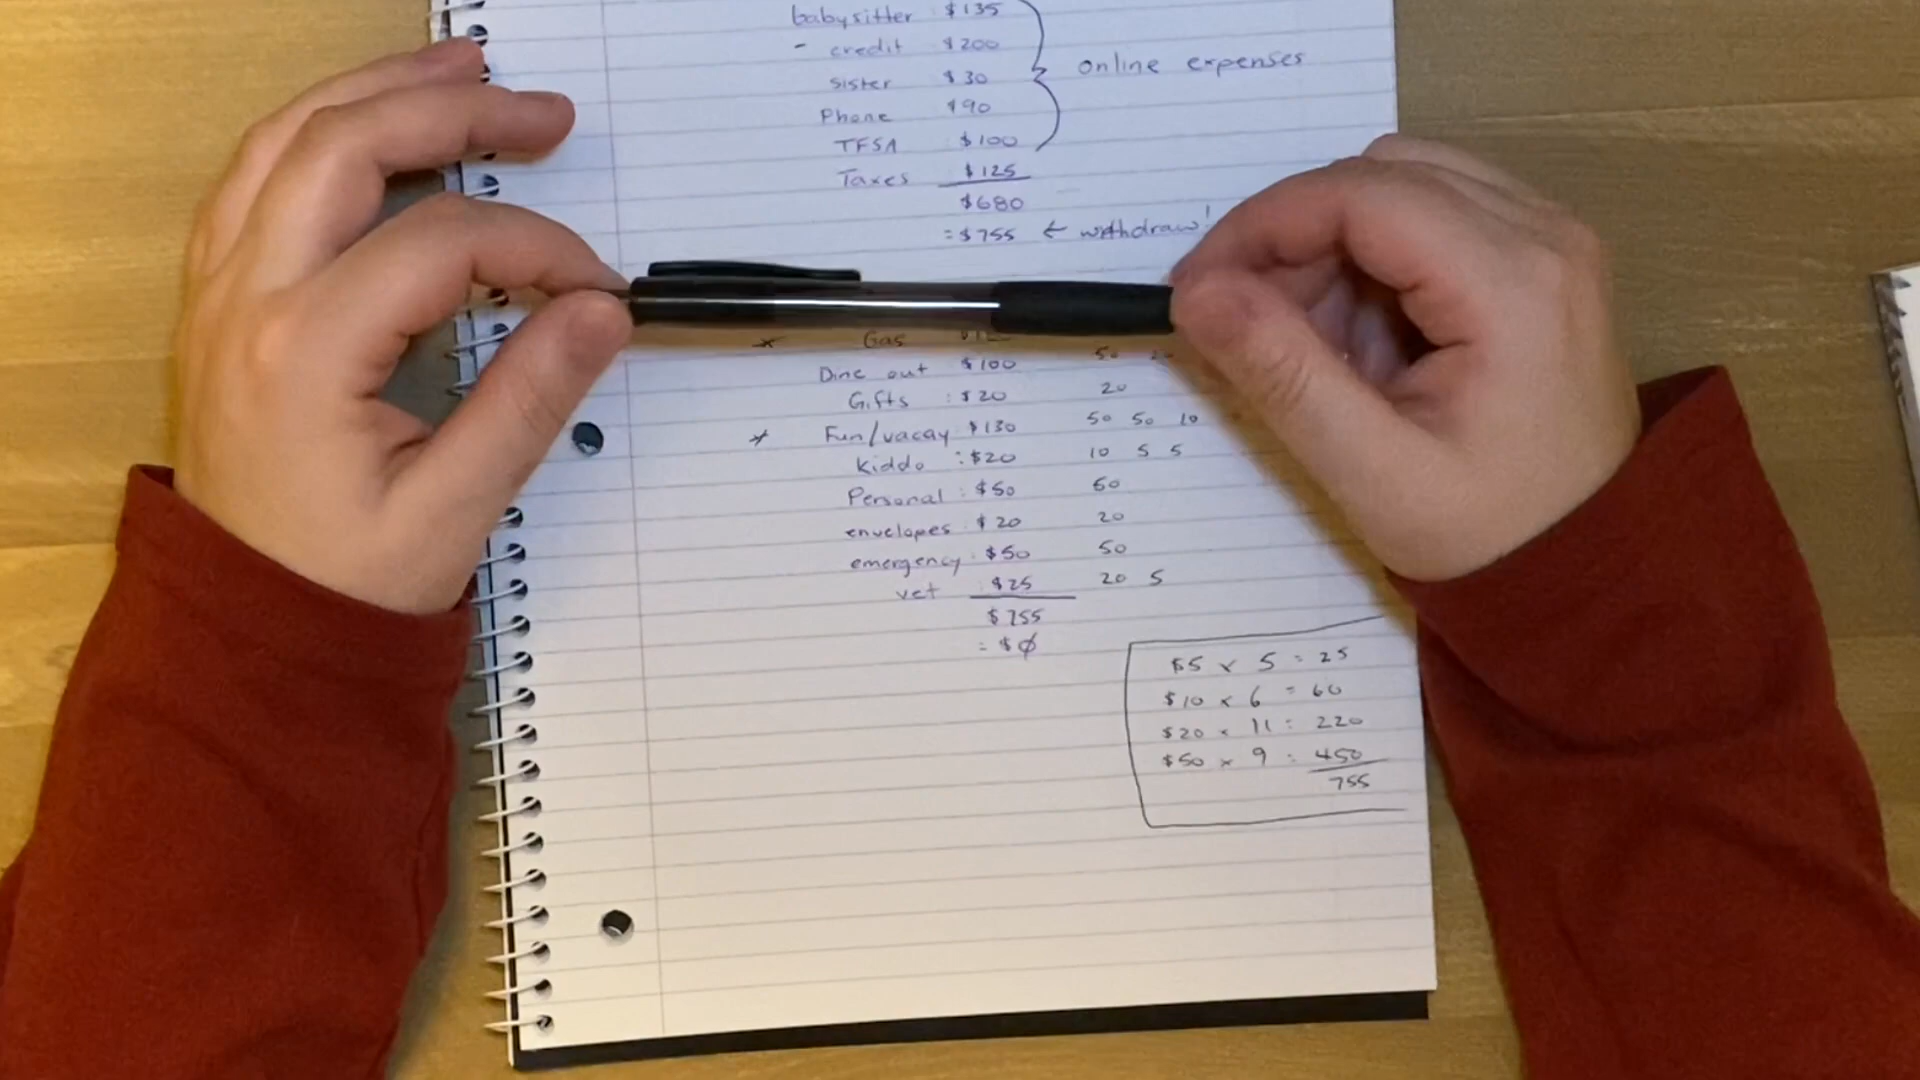 babysitter $135
- credit $200
sister $30
Phone $90
TFSA $100
Taxes $125
online expenses
$680
= $755 ← withdraw!
* Gas
50
Dine out $100
Gifts : $20 20
* Fun/vacay $130 50 50 10
Kiddo : $20 10 5 5
Personal : $50 50
envelopes $20 20
emergency : $50 50
vet $25 20 5
$755
= $0
$5 x 5 = 25
$10 x 6 = 60
$20 x 11 = 220
$50 x 9 = 450
755